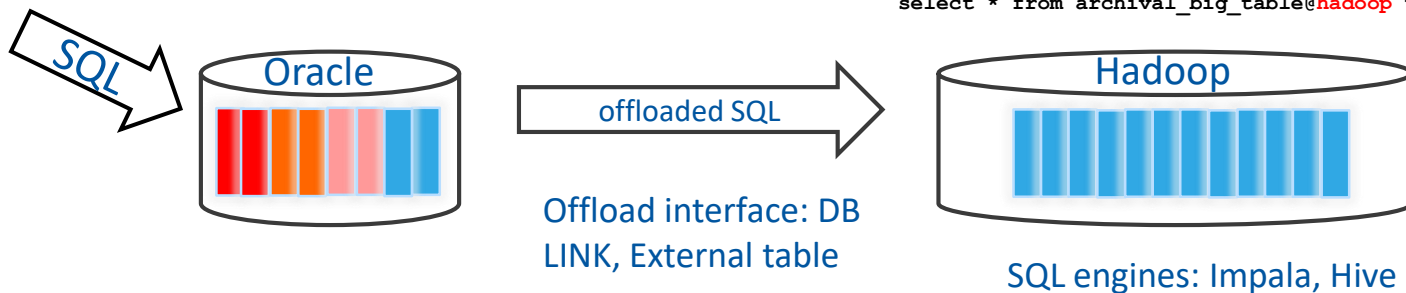 select * from archival_big_table@hadoop
SQL
Oracle
Hadoop
offloaded SQL
Offload interface: DB
LINK, External table
SQL engines: Impala, Hive